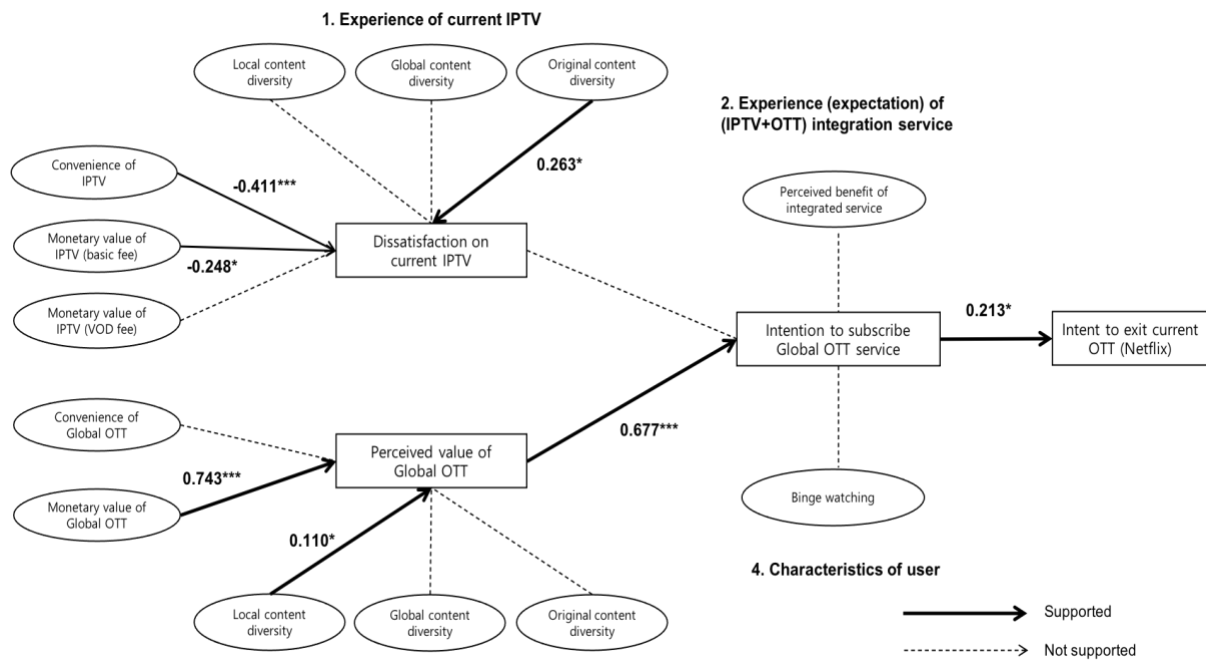 1. Experience of current IPTV
Local content
diversity
Global content
diversity
Original content
diversity
2. Experience (expectation) of
(IPTV+OTT) integration service
Convenience of
IPTV
-0.411***
0.263*
Perceived benefit of
integrated service
Monetary value of
IPTV (basic fee)
-0.248*
Dissatisfaction on
current IPTV
Monetary value of
IPTV (VOD fee)
Intention to subscribe
Global OTT service
0.213*
Intent to exit current
OTT (Netflix)
Convenience of
Global OTT
0.677***
Perceived value of
Global OTT
0.743***
Monetary value of
Global OTT
Binge watching
0.110*
4. Characteristics of user
Local content
diversity
Global content
diversity
Original content
diversity
Supported
Not supported